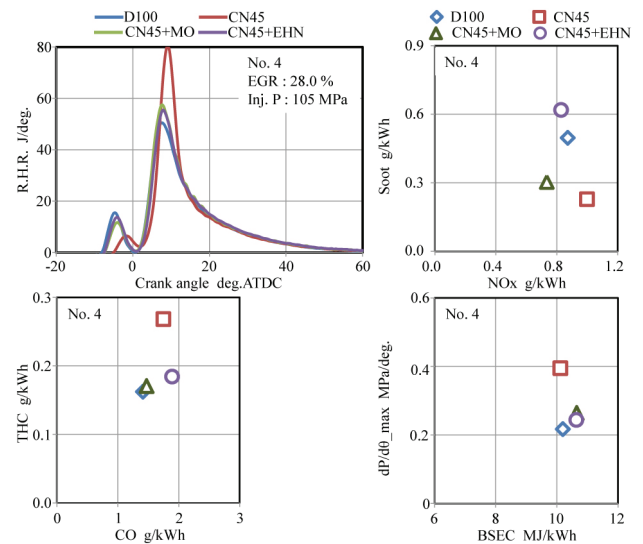 D100 CN45
CN45+MO CN45+EHN
80
60
40
20
0
-20 0 20 40 60
R.H.R. J/deg.
Crank angle deg.ATDC
No. 4
EGR : 28.0 %
Inj. P : 105 MPa
D100 CN45
CN45+MO CN45+EHN
0.9
0.6
0.3
0.0
0.0 0.4 0.8 1.2
Soot g/kWh
NOx g/kWh
No. 4
0.3
0.2
0.1
0.0
0 1 2 3
THC g/kWh
CO g/kWh
No. 4
0.6
0.4
0.2
0.0
6 8 10 12
dP/dθ_max MPa/deg.
BSEC MJ/kWh
No. 4